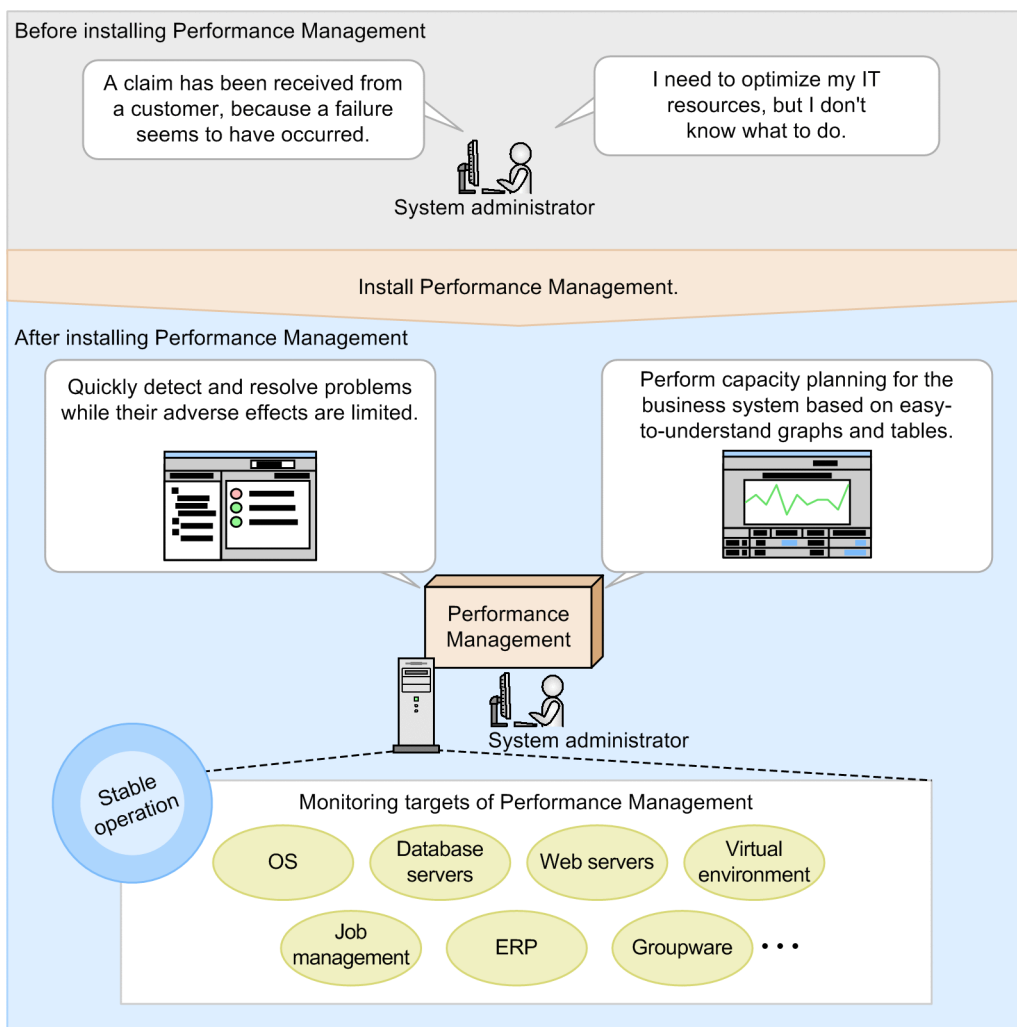 Before installing Performance Management
A claim has been received from
a customer, because a failure
seems to have occurred.
I need to optimize my IT
resources, but I don't
know what to do.
System administrator
Install Performance Management.
After installing Performance Management
Quickly detect and resolve problems
while their adverse effects are limited.
Perform capacity planning for the
business system based on easy-
to-understand graphs and tables.
Performance
Management
System administrator
Stable
operation
Monitoring targets of Performance Management
OS
Database
servers
Web servers
Virtual
environment
Job
management
ERP
Groupware
• • •